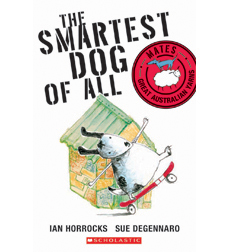 THE
SMARTEST
DOG
OF ALL
MATES
GREAT AUSTRALIAN YARNS
IAN HORROCKS SUE DEGENNARO
SCHOLASTIC